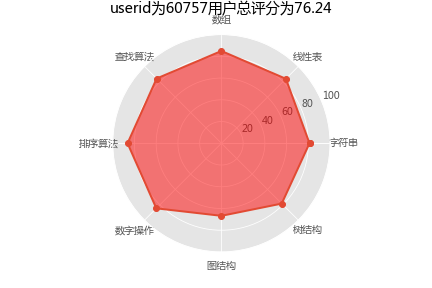 userid为60757用户总评分为76.24
数组
查找算法
线性表
100
80
60
40
20
排序算法
字符串
数字操作
树结构
图结构